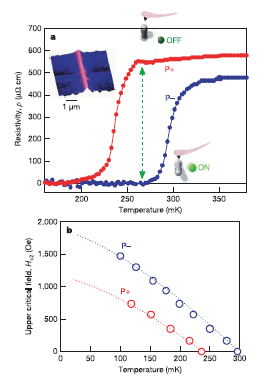 a
OFF
Resistivity, ρ (μΩ cm)
700
600
500
400
300
200
100
0
P+
P–
1 μm
ON
200
250
300
350
Temperature (mK)
b
Upper critical field, Hc2, (Oe)
2,000
1,500
1,000
500
0
P–
P+
0
50
100
150
200
250
300
Temperature (mK)